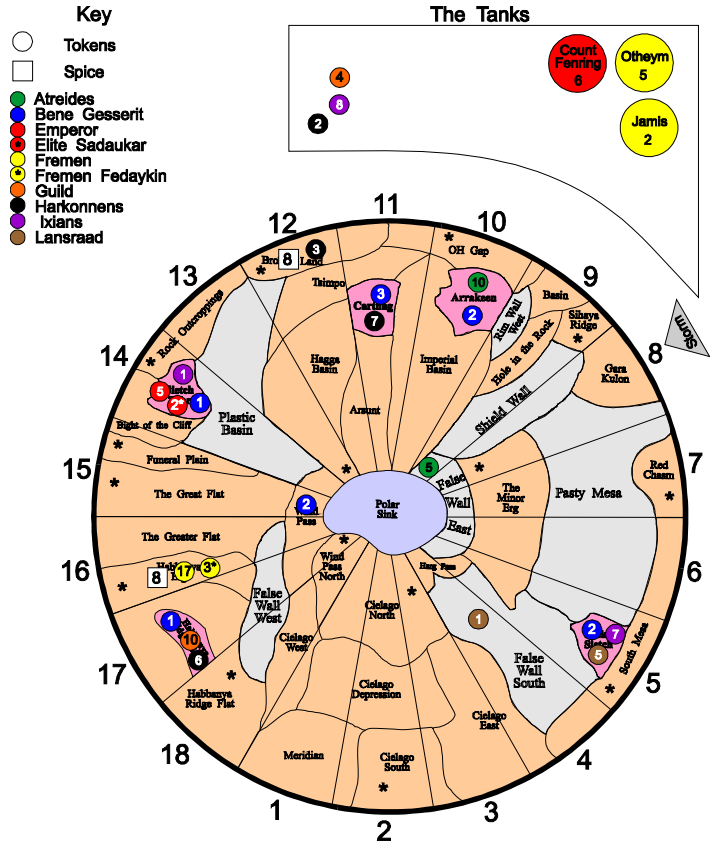 Key
The Tanks
Tokens
Spice
Atreides
Bene Gesserit
Emperor
* Elite Sadaukar
Fremen
* Fremen Fedaykin
Guild
Harkonnens
Ixians
Lansraad
4
8
2
Count
Fenring
6
Otheym
5
Jamis
2
Storm
11
12
10
13
9
14
8
15
7
16
6
17
5
18
4
1
2
3
8
3
Land
*
Tsimpo
*
OH Gap
3
Carthag
7
10
Arrakeen
2
Rim Wall
West
Basin
Sihaya
Ridge
*
Hole in the Rock
Gara
Kulon
Rock Outcroppings
*
Hagga
Basin
Imperial
Basin
Shield Wall
1
5
2*
1
Plastic
Basin
Arsunt
Bight of the Cliff
*
Funeral Plain
*
The Great Flat
*
5
False
Wall
East
*
The
Minor
Erg
Pasty Mesa
Red
Chasm
*
2
Pass
Polar
Sink
The Greater Flat
*
8
17
3*
*
Wind
Pass
North
Harg Pass
False
Wall
West
*
Cielago
North
1
2
7
Sietch
5
South Mesa
*
1
10
6
Cielago
West
*
Habbanya
Ridge Flat
False
Wall
South
Cielago
Depression
Cielago
East
Meridian
Cielago
South
*